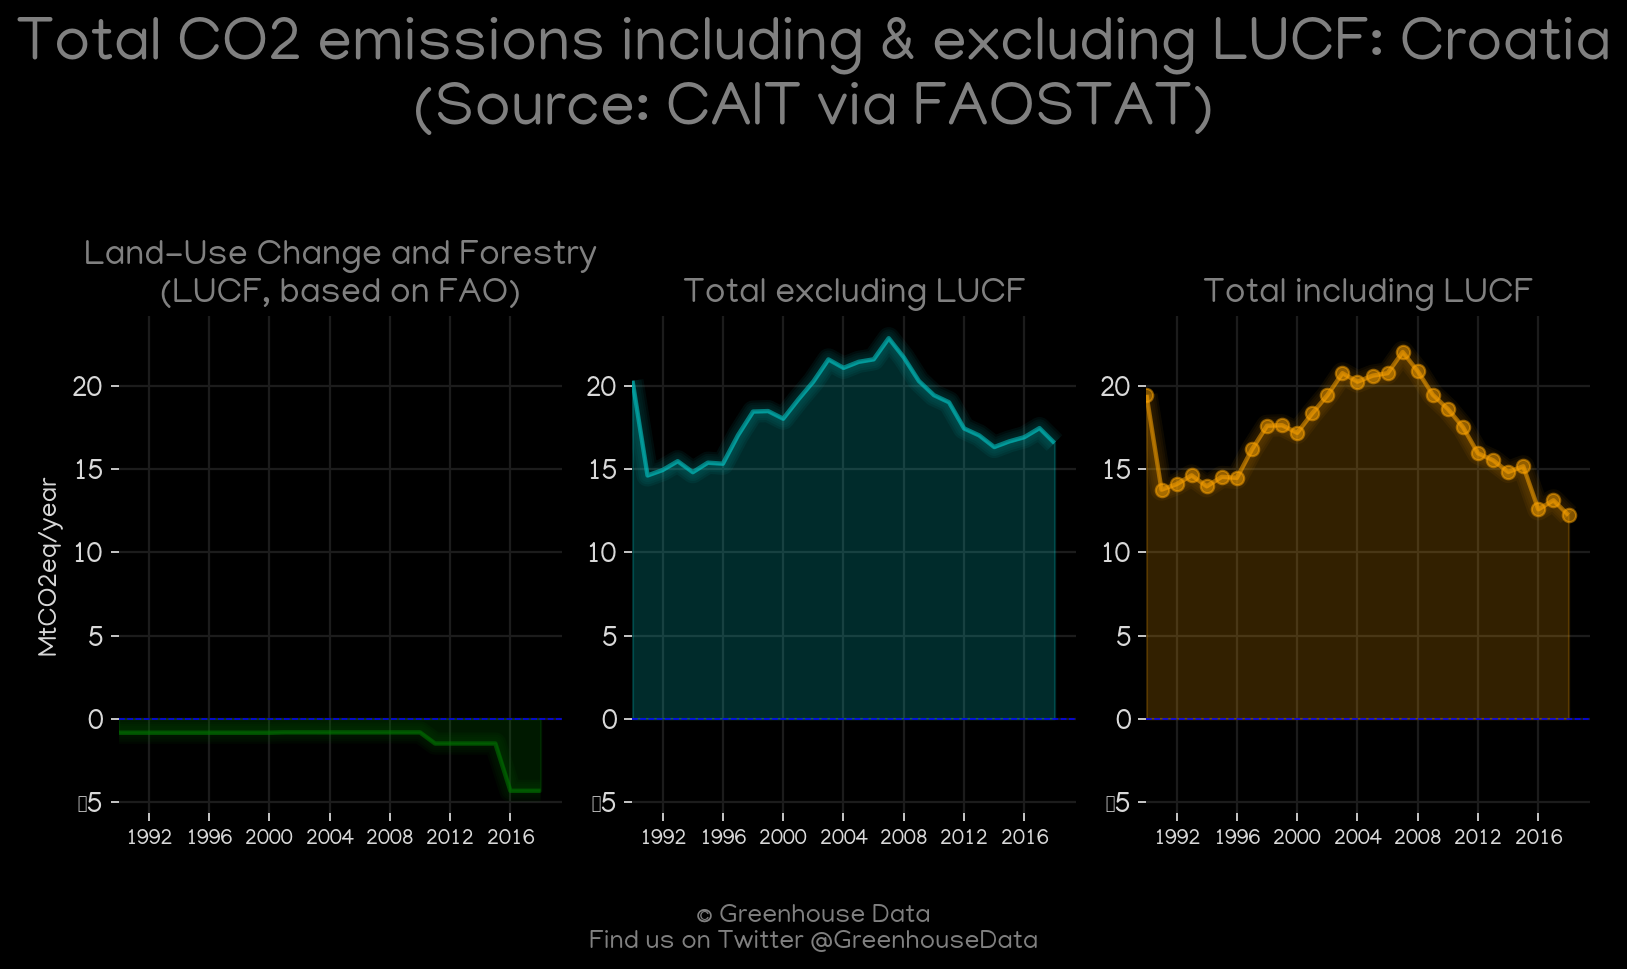 Total CO2 emissions including & excluding LUCF: Croatia
(Source: CAIT via FAOSTAT)
Land-Use Change and Forestry
(LUCF, based on FAO)
Total excluding LUCF
Total including LUCF
MtCO2eq/year
20
15
10
5
0
▯5
1992 1996 2000 2004 2008 2012 2016
20
15
10
5
0
▯5
1992 1996 2000 2004 2008 2012 2016
20
15
10
5
0
▯5
1992 1996 2000 2004 2008 2012 2016
© Greenhouse Data
Find us on Twitter @GreenhouseData